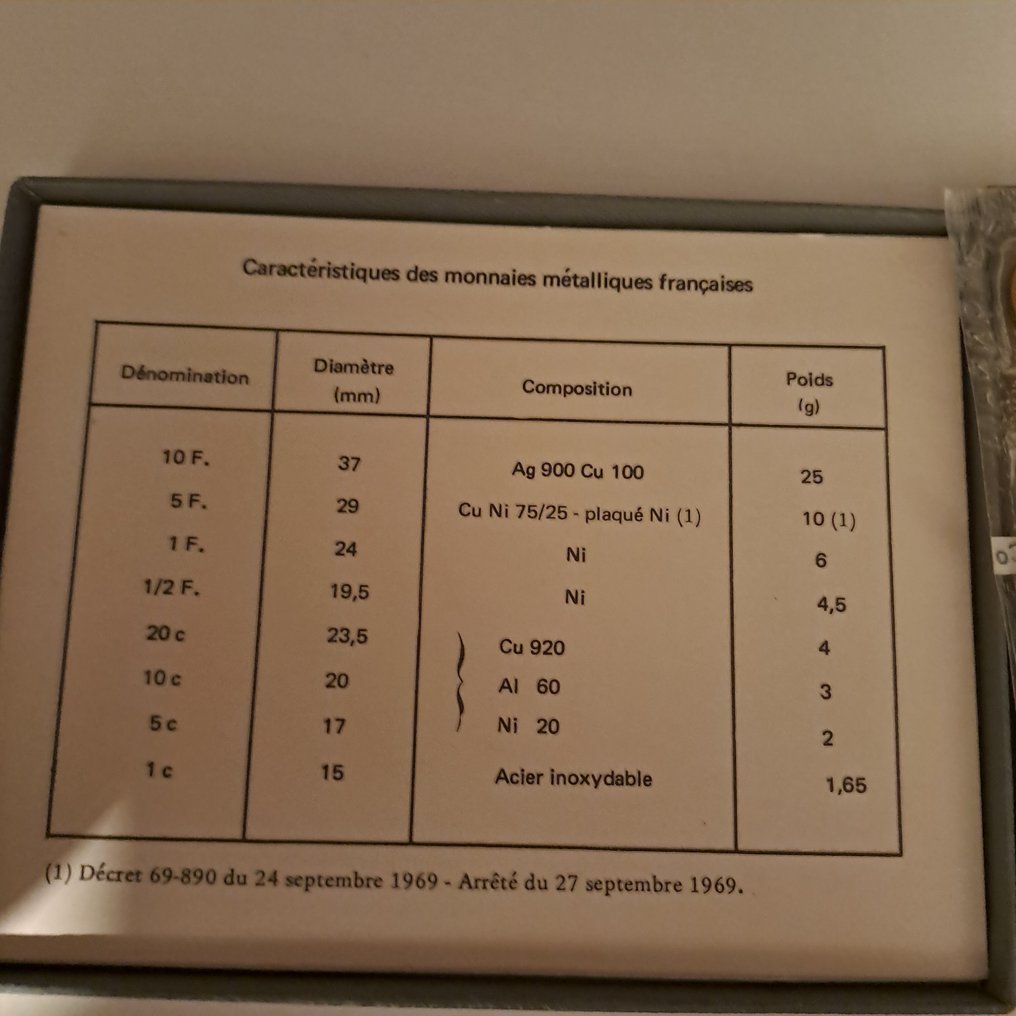 Caractéristiques des monnaies métalliques françaises
Dénomination Diamètre (mm) Composition Poids (g)
10 F. 37 Ag 900 Cu 100 25
5 F. 29 Cu Ni 75/25 - plaqué Ni (1) 10 (1)
1 F. 24 Ni 6
1/2 F. 19,5 Ni 4,5
20 c 23,5 Cu 920 4
10 c 20 Al 60 3
5 c 17 Ni 20 2
1 c 15 Acier inoxydable 1,65
(1) Décret 69-890 du 24 septembre 1969 - Arrêté du 27 septembre 1969.